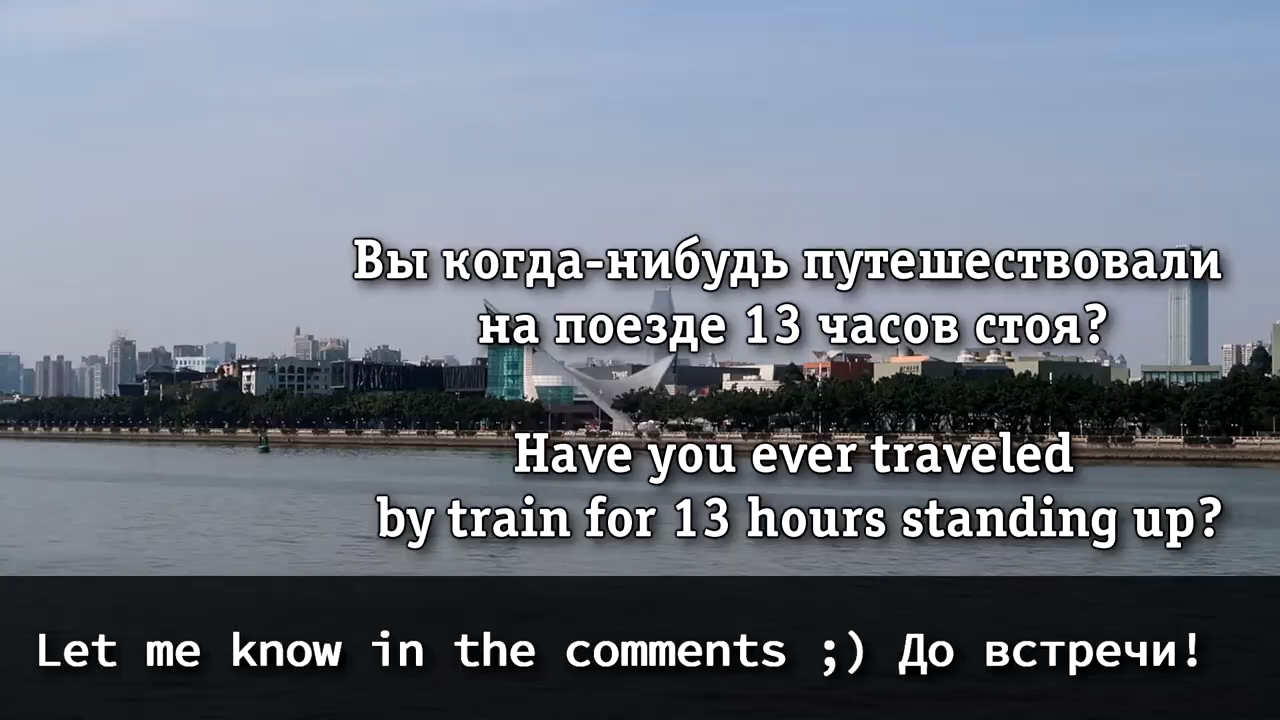 Вы когда-нибудь путешествовали
на поезде 13 часов стоя?
Have you ever traveled
by train for 13 hours standing up?
Let me know in the comments ;) До встречи!